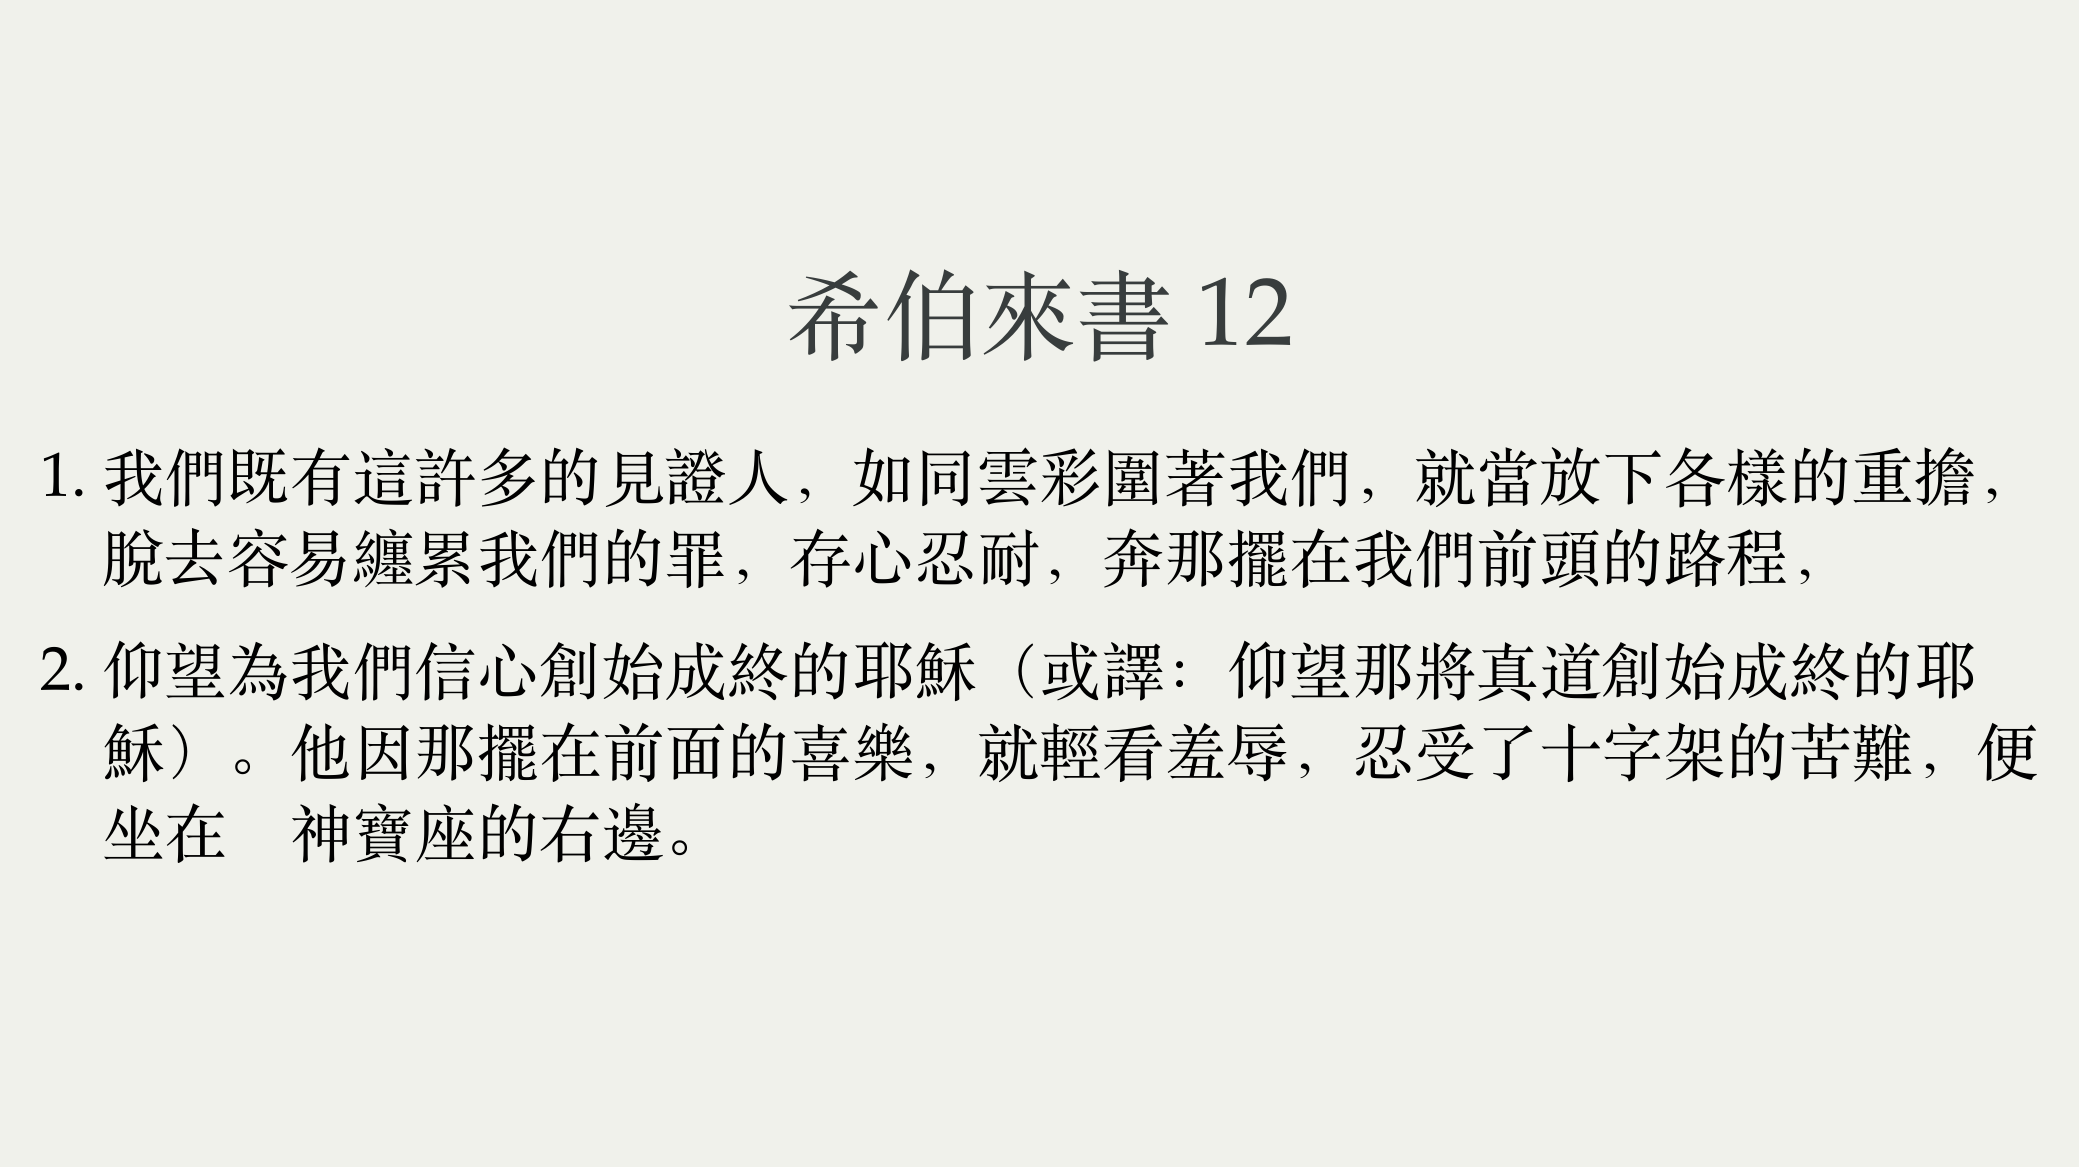 希伯來書 12
1. 我們既有這許多的見證人，如同雲彩圍著我們，就當放下各樣的重擔，
脫去容易纏累我們的罪，存心忍耐，奔那擺在我們前頭的路程，
2. 仰望為我們信心創始成終的耶穌（或譯：仰望那將真道創始成終的耶
穌）。他因那擺在前面的喜樂，就輕看羞辱，忍受了十字架的苦難，便
坐在　神寶座的右邊。